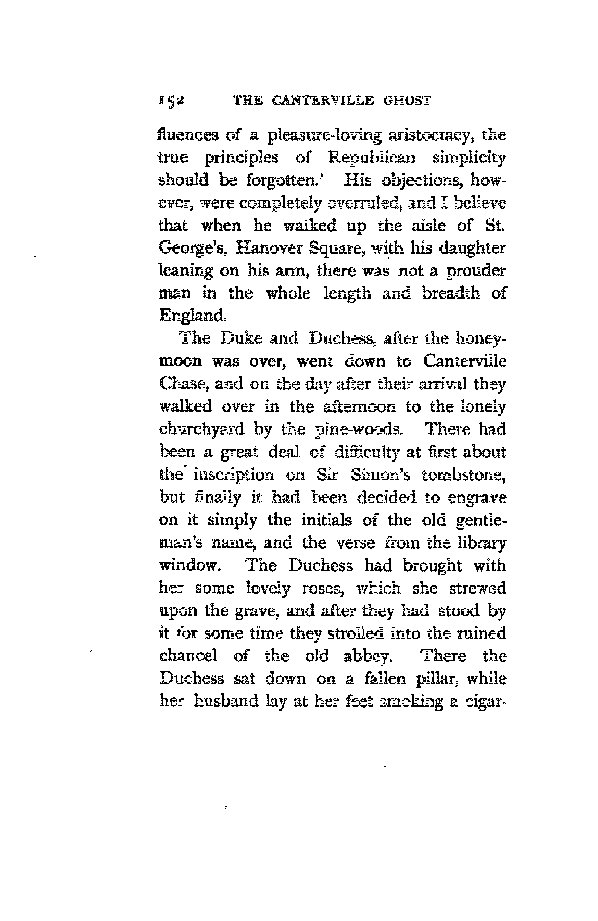 152 THE CANTERVILLE GHOST
fluences of a pleasure-loving aristocracy, the
true principles of Republican simplicity
should be forgotten.' His objections, how-
ever, were completely overruled, and I believe
that when he walked up the aisle of St.
George's, Hanover Square, with his daughter
leaning on his arm, there was not a prouder
man in the whole length and breadth of
England.
The Duke and Duchess, after the honey-
moon was over, went down to Canterville
Chase, and on the day after their arrival they
walked over in the afternoon to the lonely
churchyard by the pine-woods. There had
been a great deal of difficulty at first about
the inscription on Sir Simon's tombstone,
but finally it had been decided to engrave
on it simply the initials of the old gentle-
man's name, and the verse from the library
window. The Duchess had brought with
her some lovely roses, which she strewed
upon the grave, and after they had stood by
it for some time they strolled into the ruined
chancel of the old abbey. There the
Duchess sat down on a fallen pillar, while
her husband lay at her feet smoking a cigar-